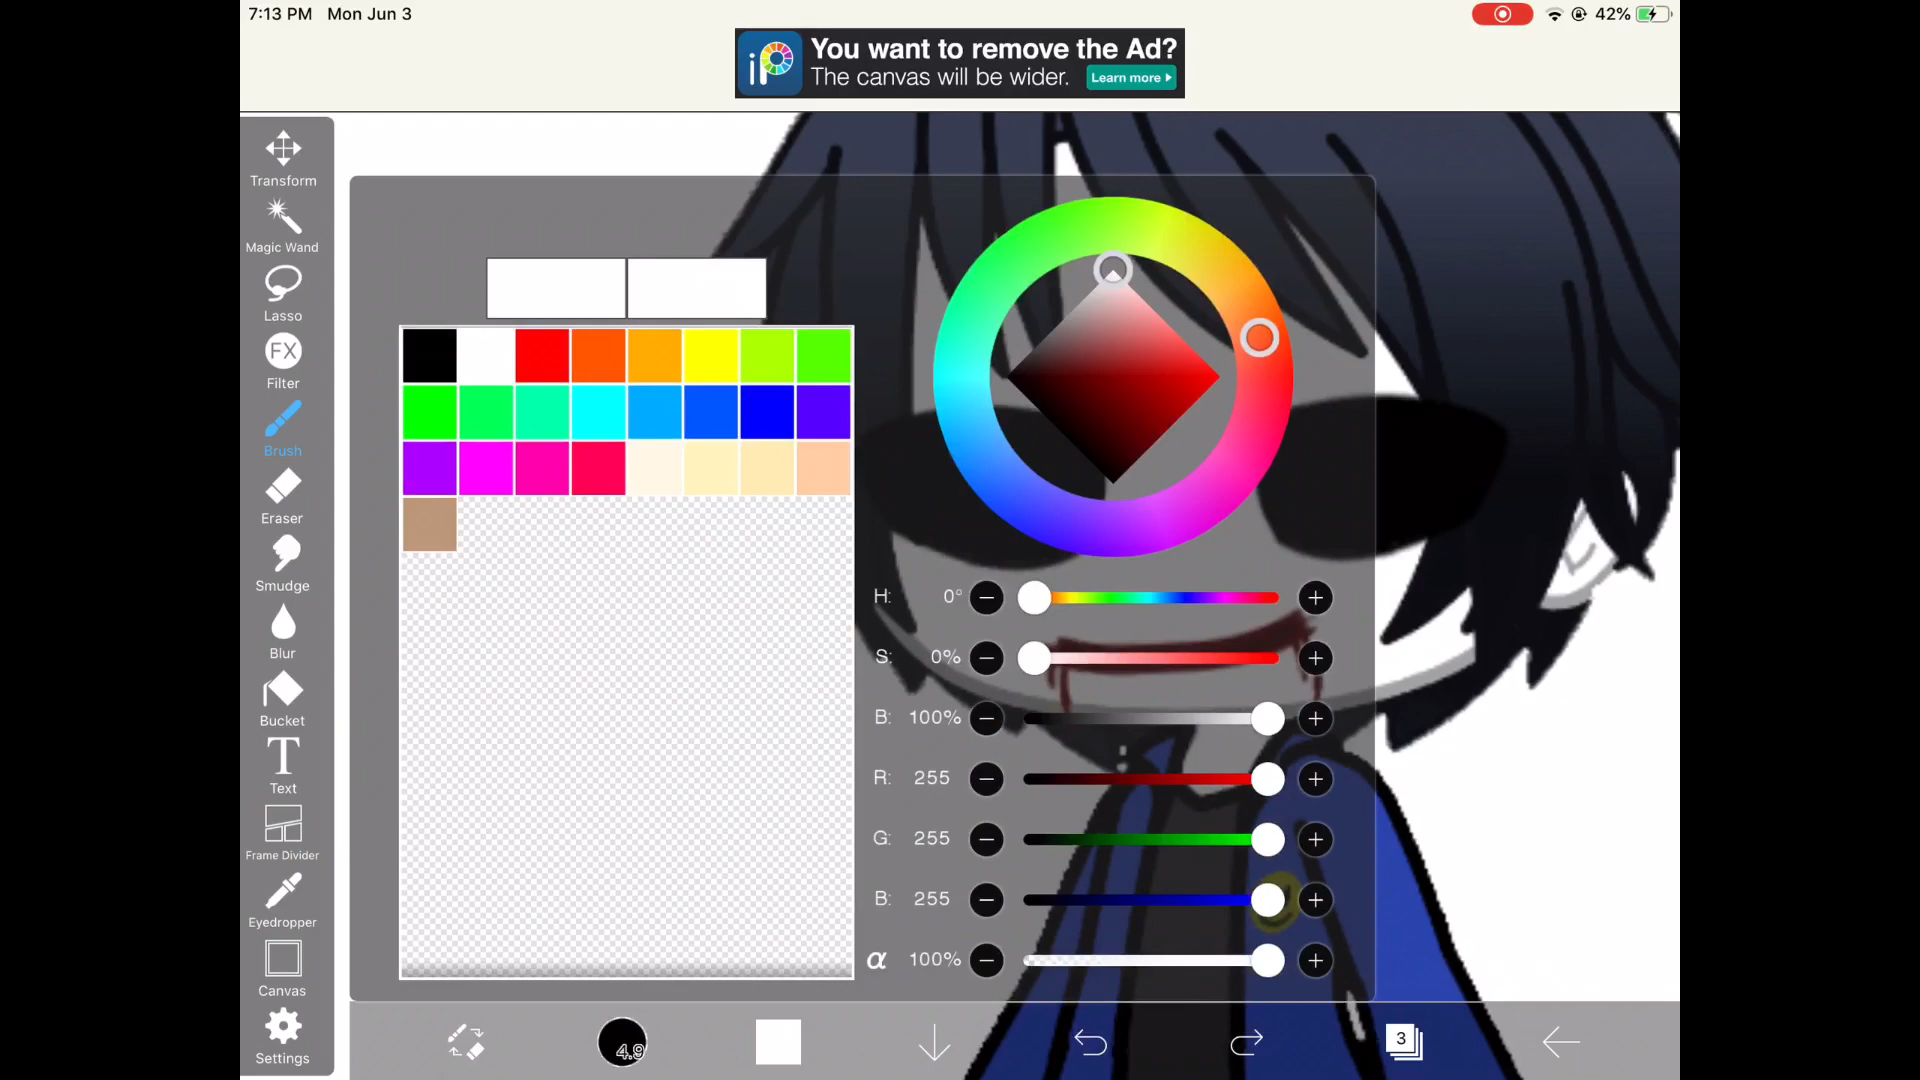 7:13 PM Mon Jun 3
42%
iP
You want to remove the Ad?
The canvas will be wider.
Learn more
Transform
Magic Wand
Lasso
FX
Filter
Brush
Eraser
Smudge
Blur
Bucket
T
Text
Frame Divider
Eyedropper
Canvas
Settings
H: 0°
S: 0%
B: 100%
R: 255
G: 255
B: 255
α 100%
4.9
3